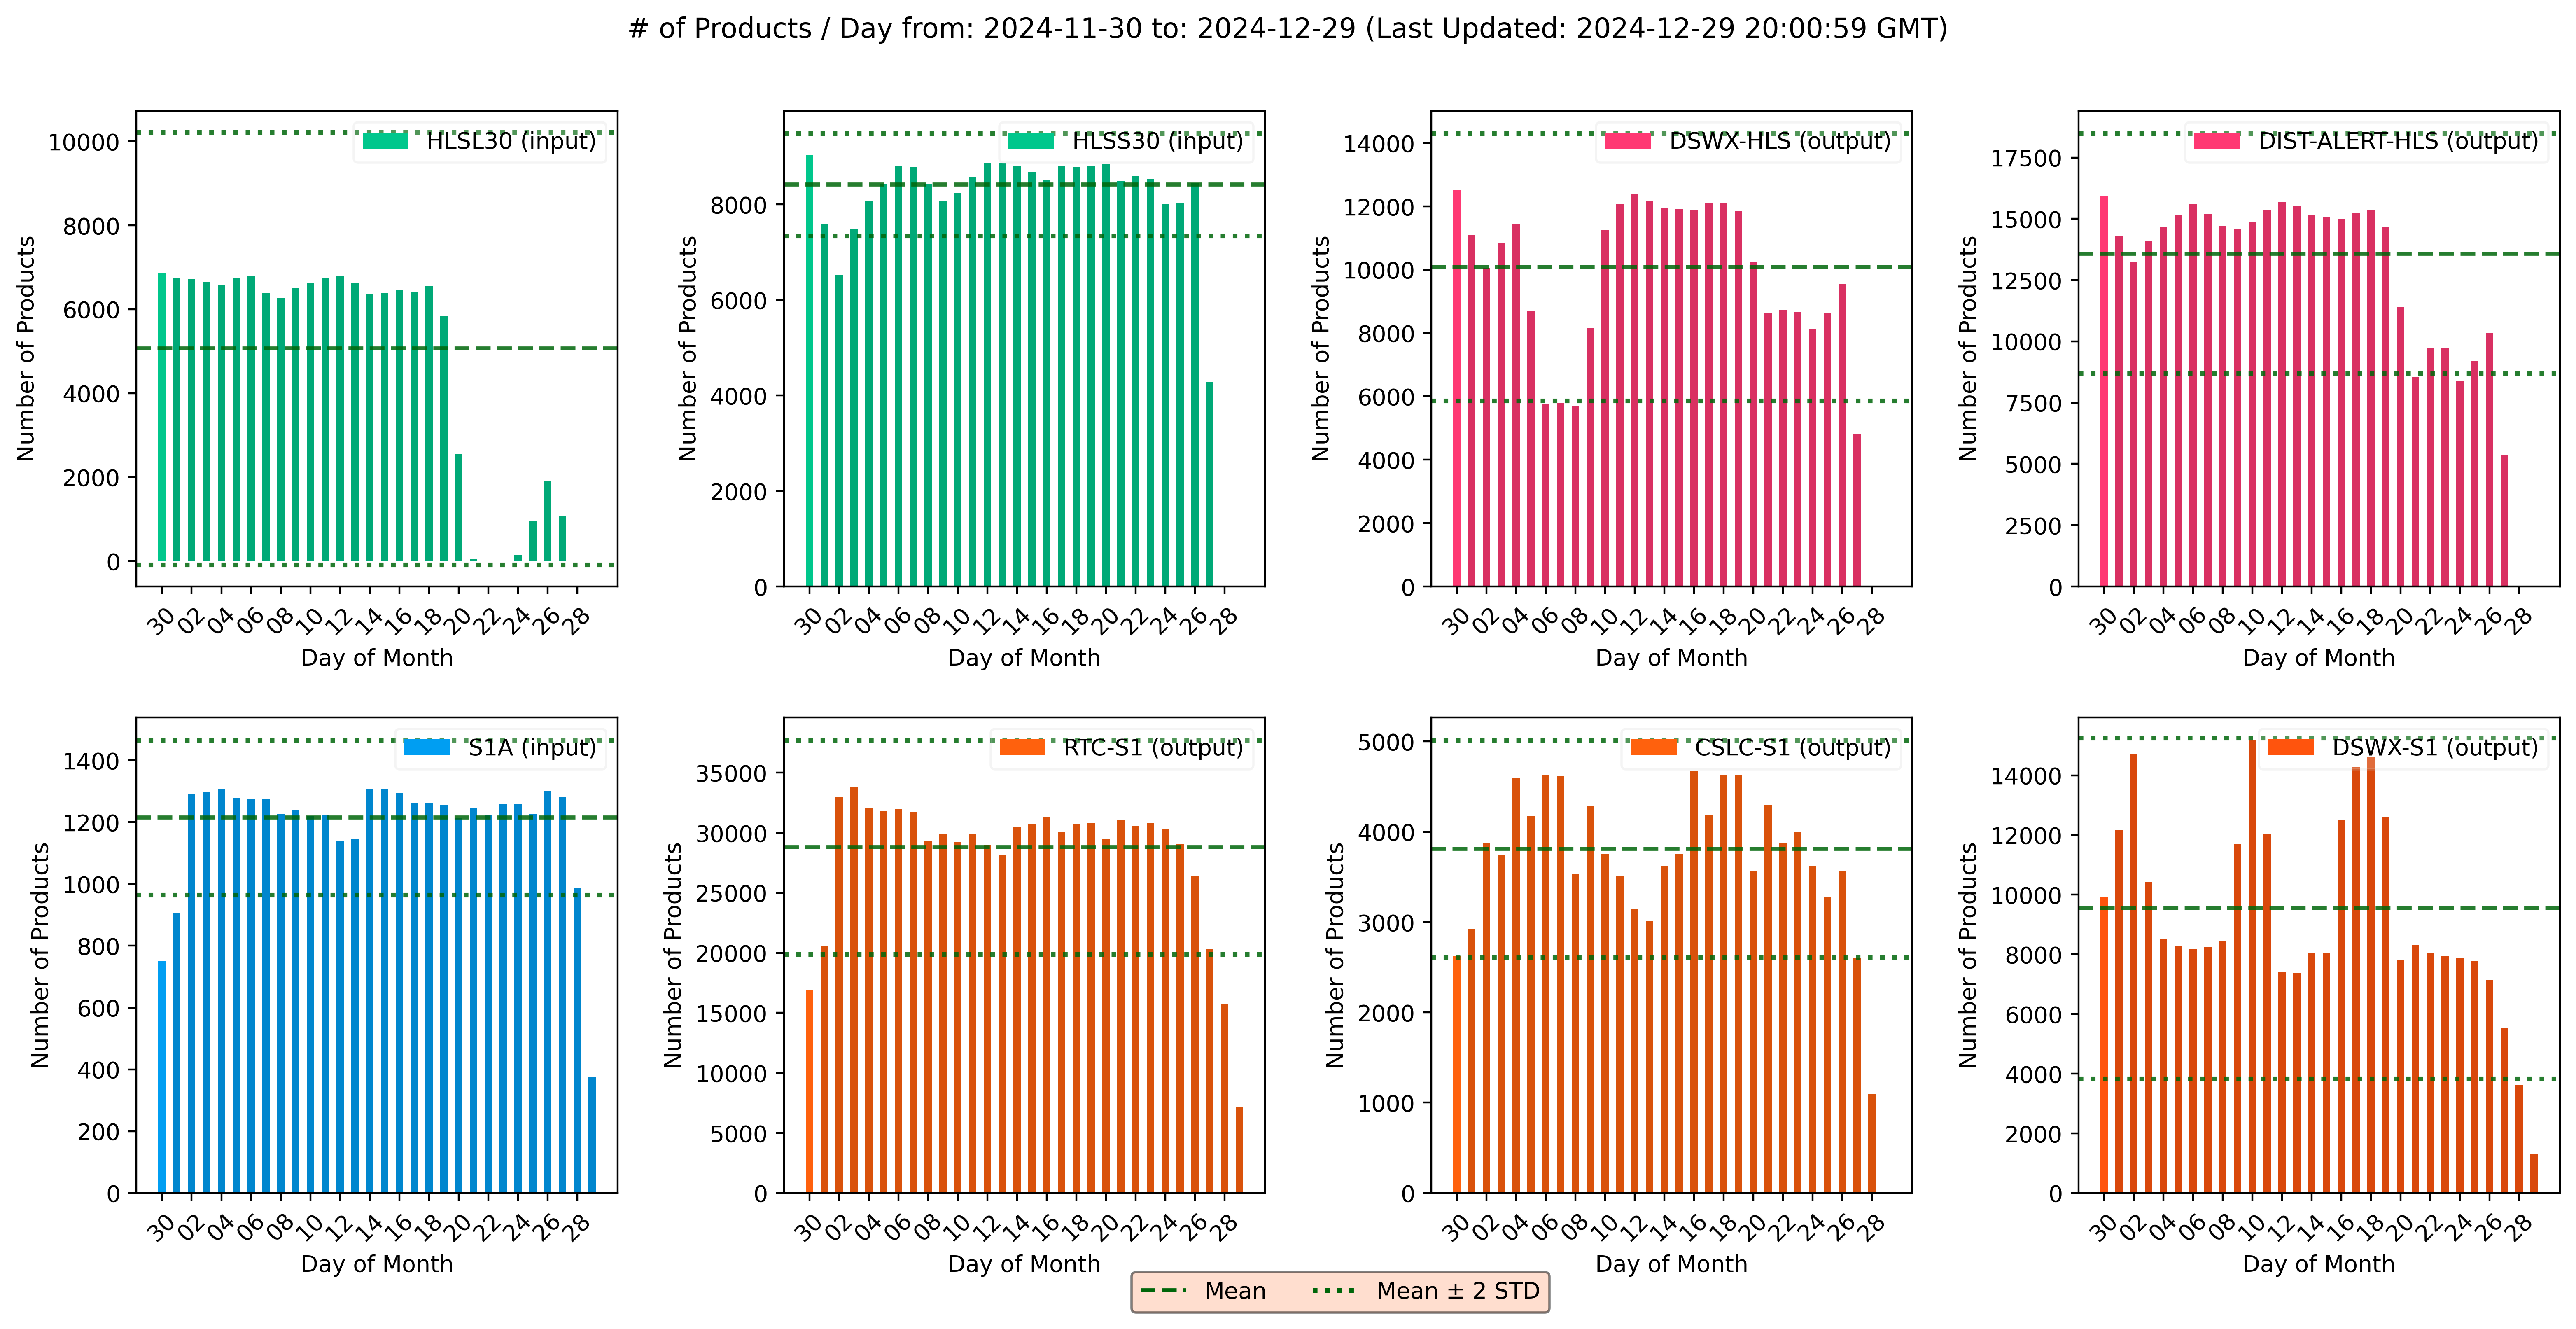 # of Products / Day from: 2024-11-30 to: 2024-12-29 (Last Updated: 2024-12-29 20:00:59 GMT)
HLSL30 (input)
Number of Products
10000
8000
6000
4000
2000
0
30 02 04 06 08 10 12 14 16 18 20 22 24 26 28
Day of Month
HLSS30 (input)
Number of Products
8000
6000
4000
2000
0
30 02 04 06 08 10 12 14 16 18 20 22 24 26 28
Day of Month
DSWX-HLS (output)
Number of Products
14000
12000
10000
8000
6000
4000
2000
0
30 02 04 06 08 10 12 14 16 18 20 22 24 26 28
Day of Month
DIST-ALERT-HLS (output)
Number of Products
17500
15000
12500
10000
7500
5000
2500
0
30 02 04 06 08 10 12 14 16 18 20 22 24 26 28
Day of Month
S1A (input)
Number of Products
1400
1200
1000
800
600
400
200
0
30 02 04 06 08 10 12 14 16 18 20 22 24 26 28
Day of Month
RTC-S1 (output)
Number of Products
35000
30000
25000
20000
15000
10000
5000
0
30 02 04 06 08 10 12 14 16 18 20 22 24 26 28
Day of Month
CSLC-S1 (output)
Number of Products
5000
4000
3000
2000
1000
0
30 02 04 06 08 10 12 14 16 18 20 22 24 26 28
Day of Month
DSWX-S1 (output)
Number of Products
14000
12000
10000
8000
6000
4000
2000
0
30 02 04 06 08 10 12 14 16 18 20 22 24 26 28
Day of Month
Mean
Mean ± 2 STD